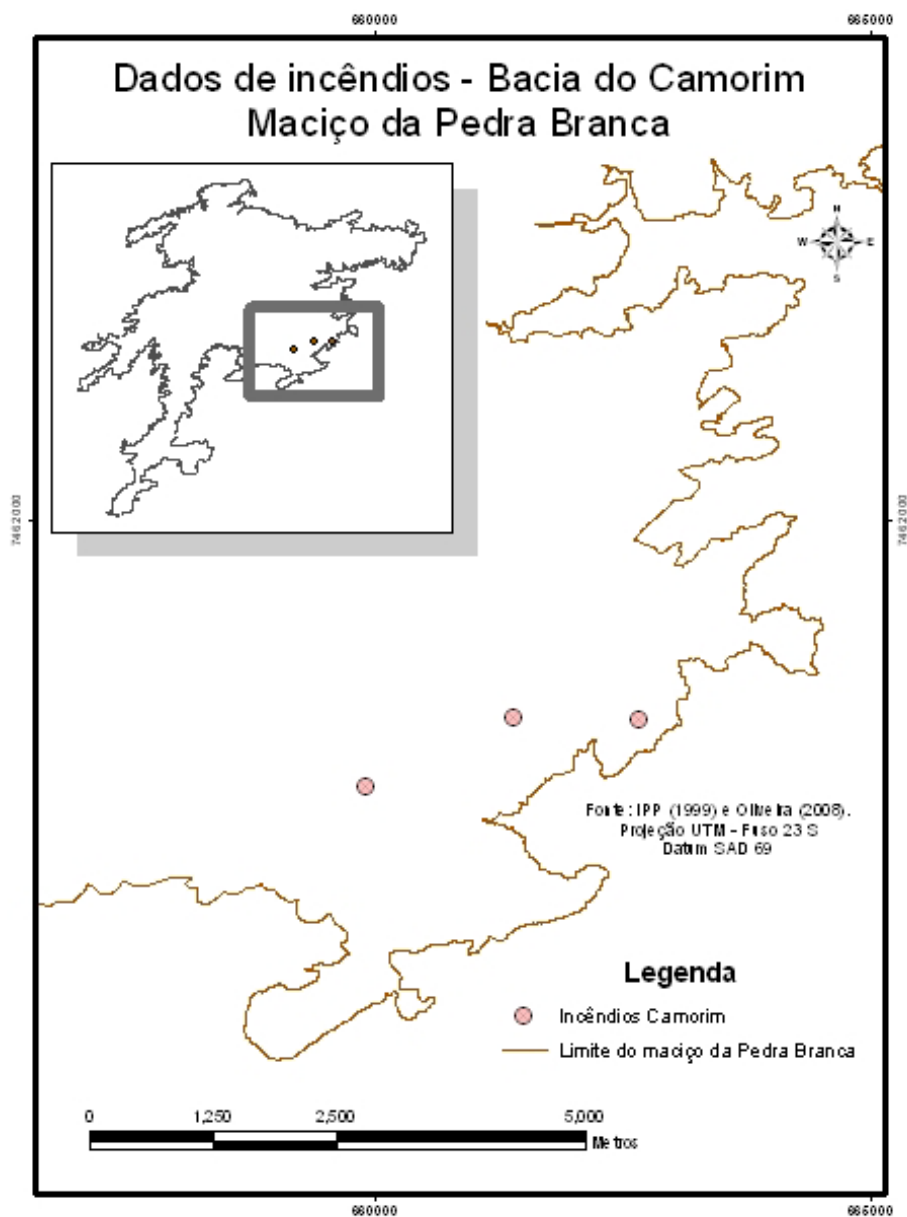 660000 665000
Dados de incêndios - Bacia do Camorim
Maciço da Pedra Branca
N
W E
S
7462000 7462000
Fonte: IPP (1999) e Oliveira (2008).
Projeção UTM - Fuso 23 S
Datum SAD 69
Legenda
Incêndios Camorim
Limite do maciço da Pedra Branca
0 1,250 2,500 5,000
Metros
660000 665000